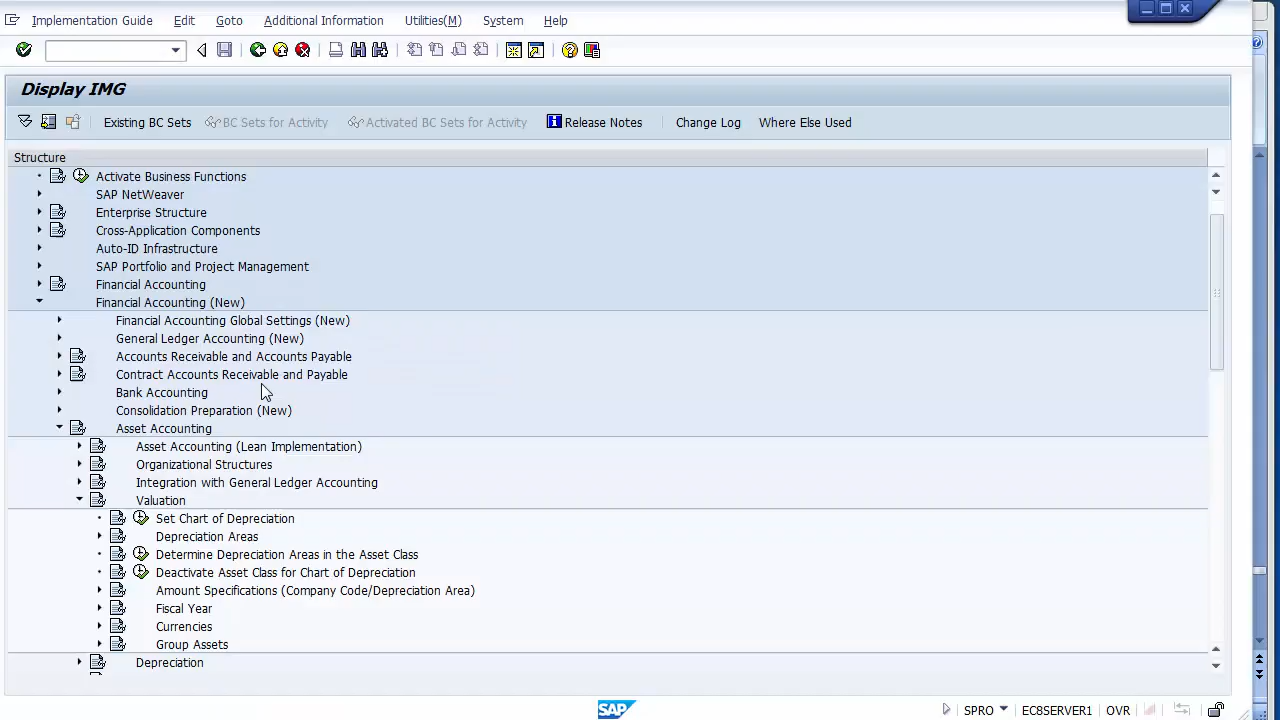 Implementation Guide Edit Goto Additional Information Utilities(M) System Help
Display IMG
Existing BC Sets BC Sets for Activity Activated BC Sets for Activity Release Notes Change Log Where Else Used
Structure
Activate Business Functions
SAP NetWeaver
Enterprise Structure
Cross-Application Components
Auto-ID Infrastructure
SAP Portfolio and Project Management
Financial Accounting
Financial Accounting (New)
Financial Accounting Global Settings (New)
General Ledger Accounting (New)
Accounts Receivable and Accounts Payable
Contract Accounts Receivable and Payable
Bank Accounting
Consolidation Preparation (New)
Asset Accounting
Asset Accounting (Lean Implementation)
Organizational Structures
Integration with General Ledger Accounting
Valuation
Set Chart of Depreciation
Depreciation Areas
Determine Depreciation Areas in the Asset Class
Deactivate Asset Class for Chart of Depreciation
Amount Specifications (Company Code/Depreciation Area)
Fiscal Year
Currencies
Group Assets
Depreciation
SAP SPRO ECCSERVER1 OVR